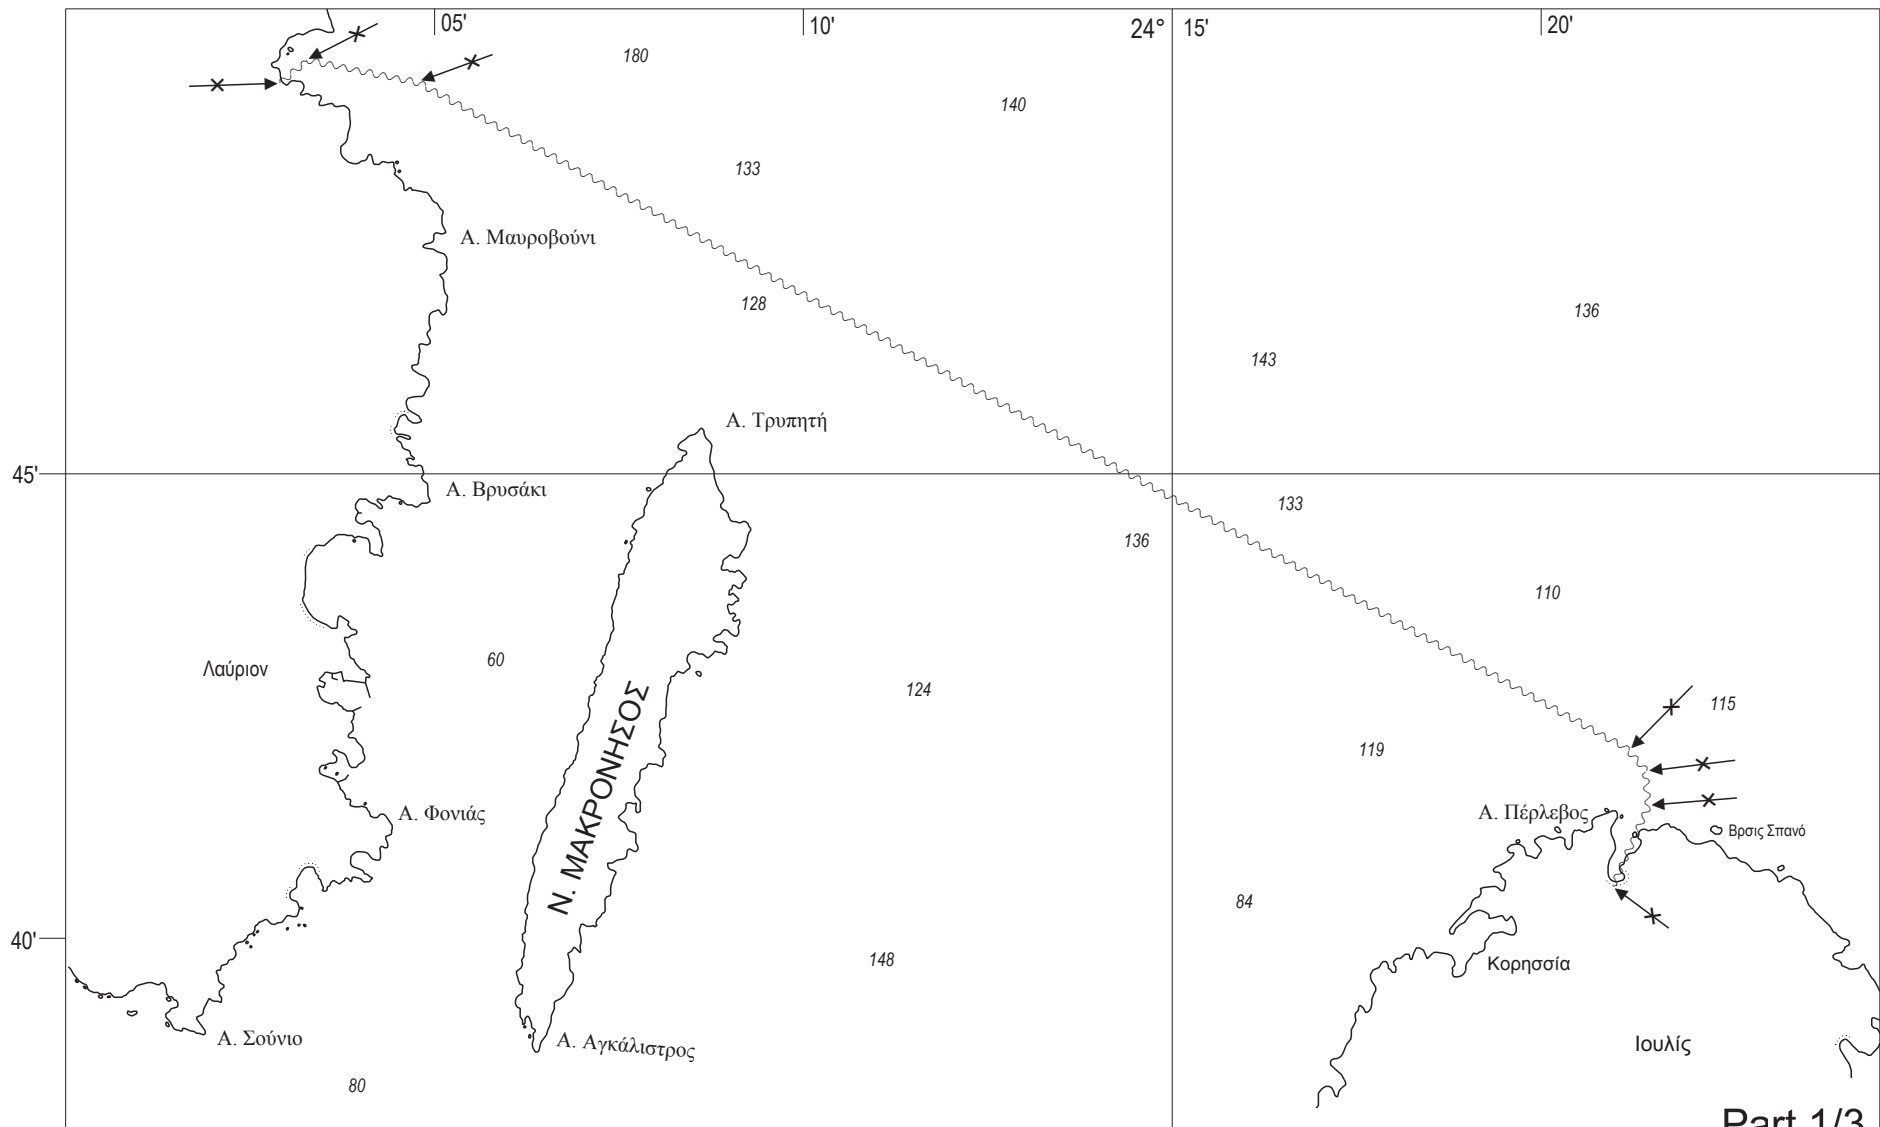 05'
10'
24° 15'
20'
180
140
133
Α. Μαυροβούνι
128
136
143
Α. Τρυπητή
45'
Α. Βρυσάκι
133
136
110
60
Λαύριον
124
115
119
Ν. ΜΑΚΡΟΝΗΣΟΣ
Α. Φονιάς
Α. Πέρλεβος
Βρσις Σπανό
84
40'
148
Κορησσία
Α. Σούνιο
Α. Αγκάλιστρος
Ιουλίς
80
Part 1/3